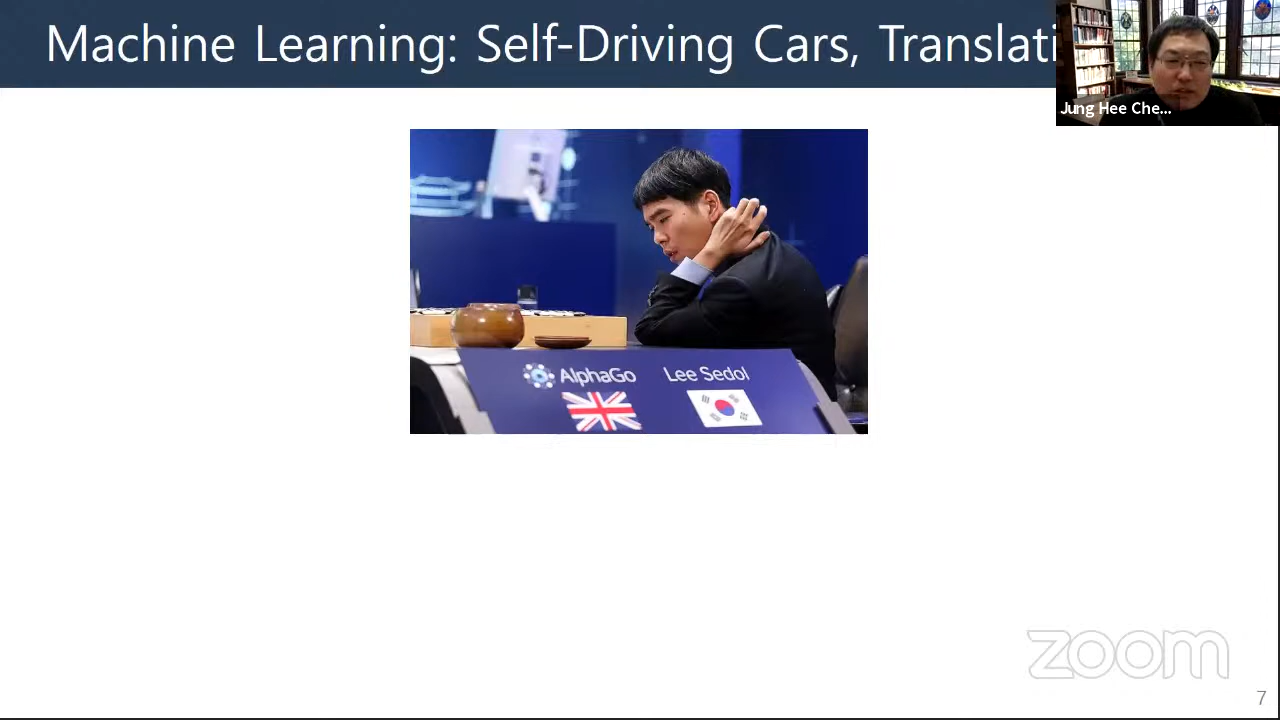 Machine Learning: Self-Driving Cars, Translati
Jung Hee Che...
AlphaGo
Lee Sedol
zoom
7